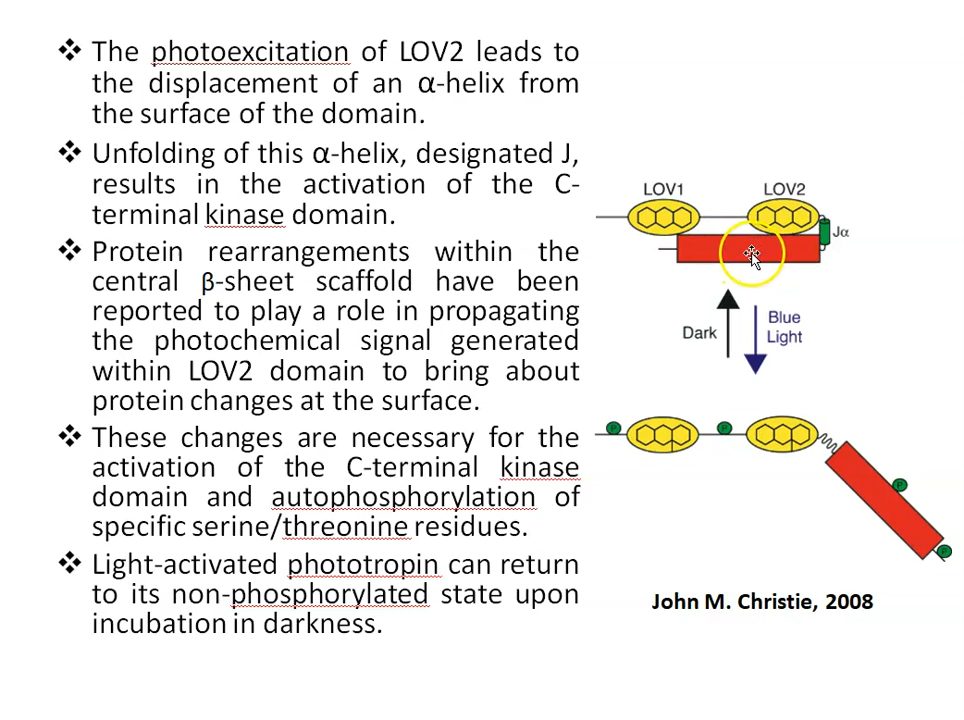 ❖ The photoexcitation of LOV2 leads to
the displacement of an α-helix from
the surface of the domain.
❖ Unfolding of this α-helix, designated J,
results in the activation of the C-
terminal kinase domain.
❖ Protein rearrangements within the
central β-sheet scaffold have been
reported to play a role in propagating
the photochemical signal generated
within LOV2 domain to bring about
protein changes at the surface.
❖ These changes are necessary for the
activation of the C-terminal kinase
domain and autophosphorylation of
specific serine/threonine residues.
❖ Light-activated phototropin can return
to its non-phosphorylated state upon
incubation in darkness.
LOV1
LOV2
Jα
Dark
Blue
Light
P
P
P
P
John M. Christie, 2008